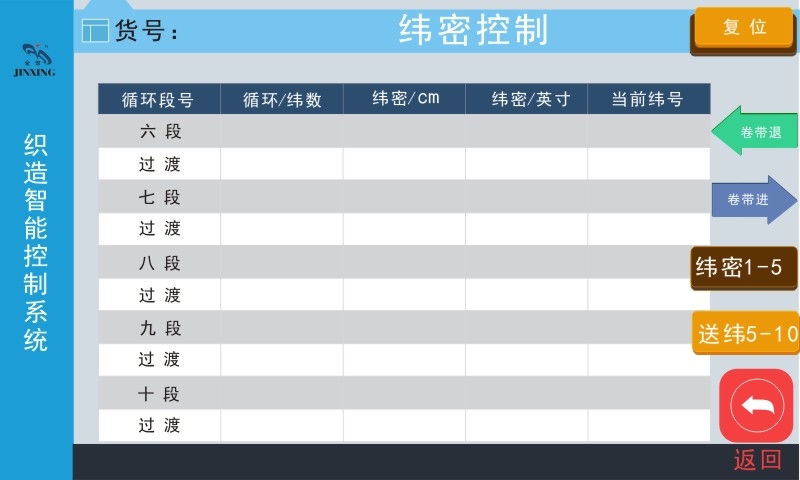 货号：
纬密控制
复位
JINXING
织造智能控制系统
循环段号 循环/纬数 纬密/cm 纬密/英寸 当前纬号
六段
过渡
七段
过渡
八段
过渡
九段
过渡
十段
过渡
卷带退
卷带进
纬密1-5
送纬5-10
返回